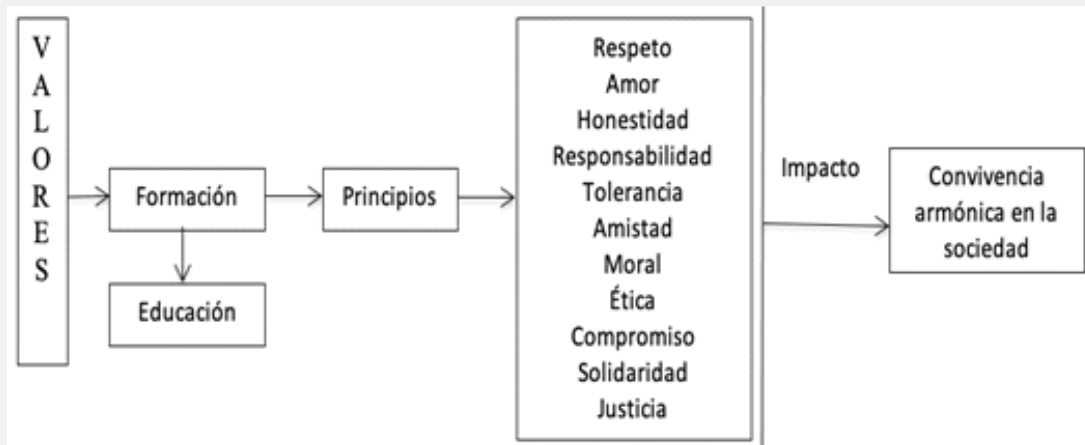 VALORES
Formación
Educación
Principios
Respeto
Amor
Honestidad
Responsabilidad
Tolerancia
Amistad
Moral
Ética
Compromiso
Solidaridad
Justicia
Impacto
Convivencia
armónica en la
sociedad